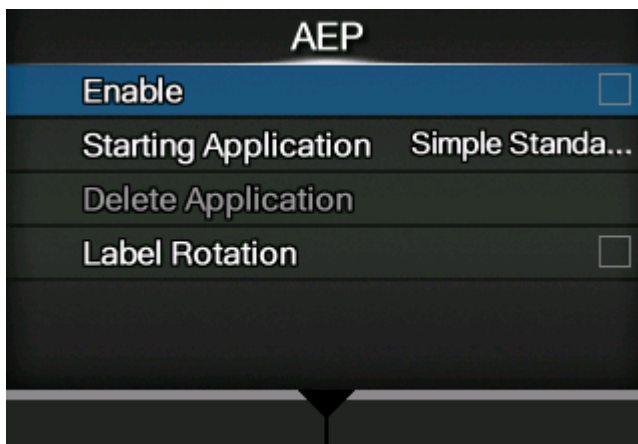 AEP
Enable
Starting Application Simple Standa...
Delete Application
Label Rotation